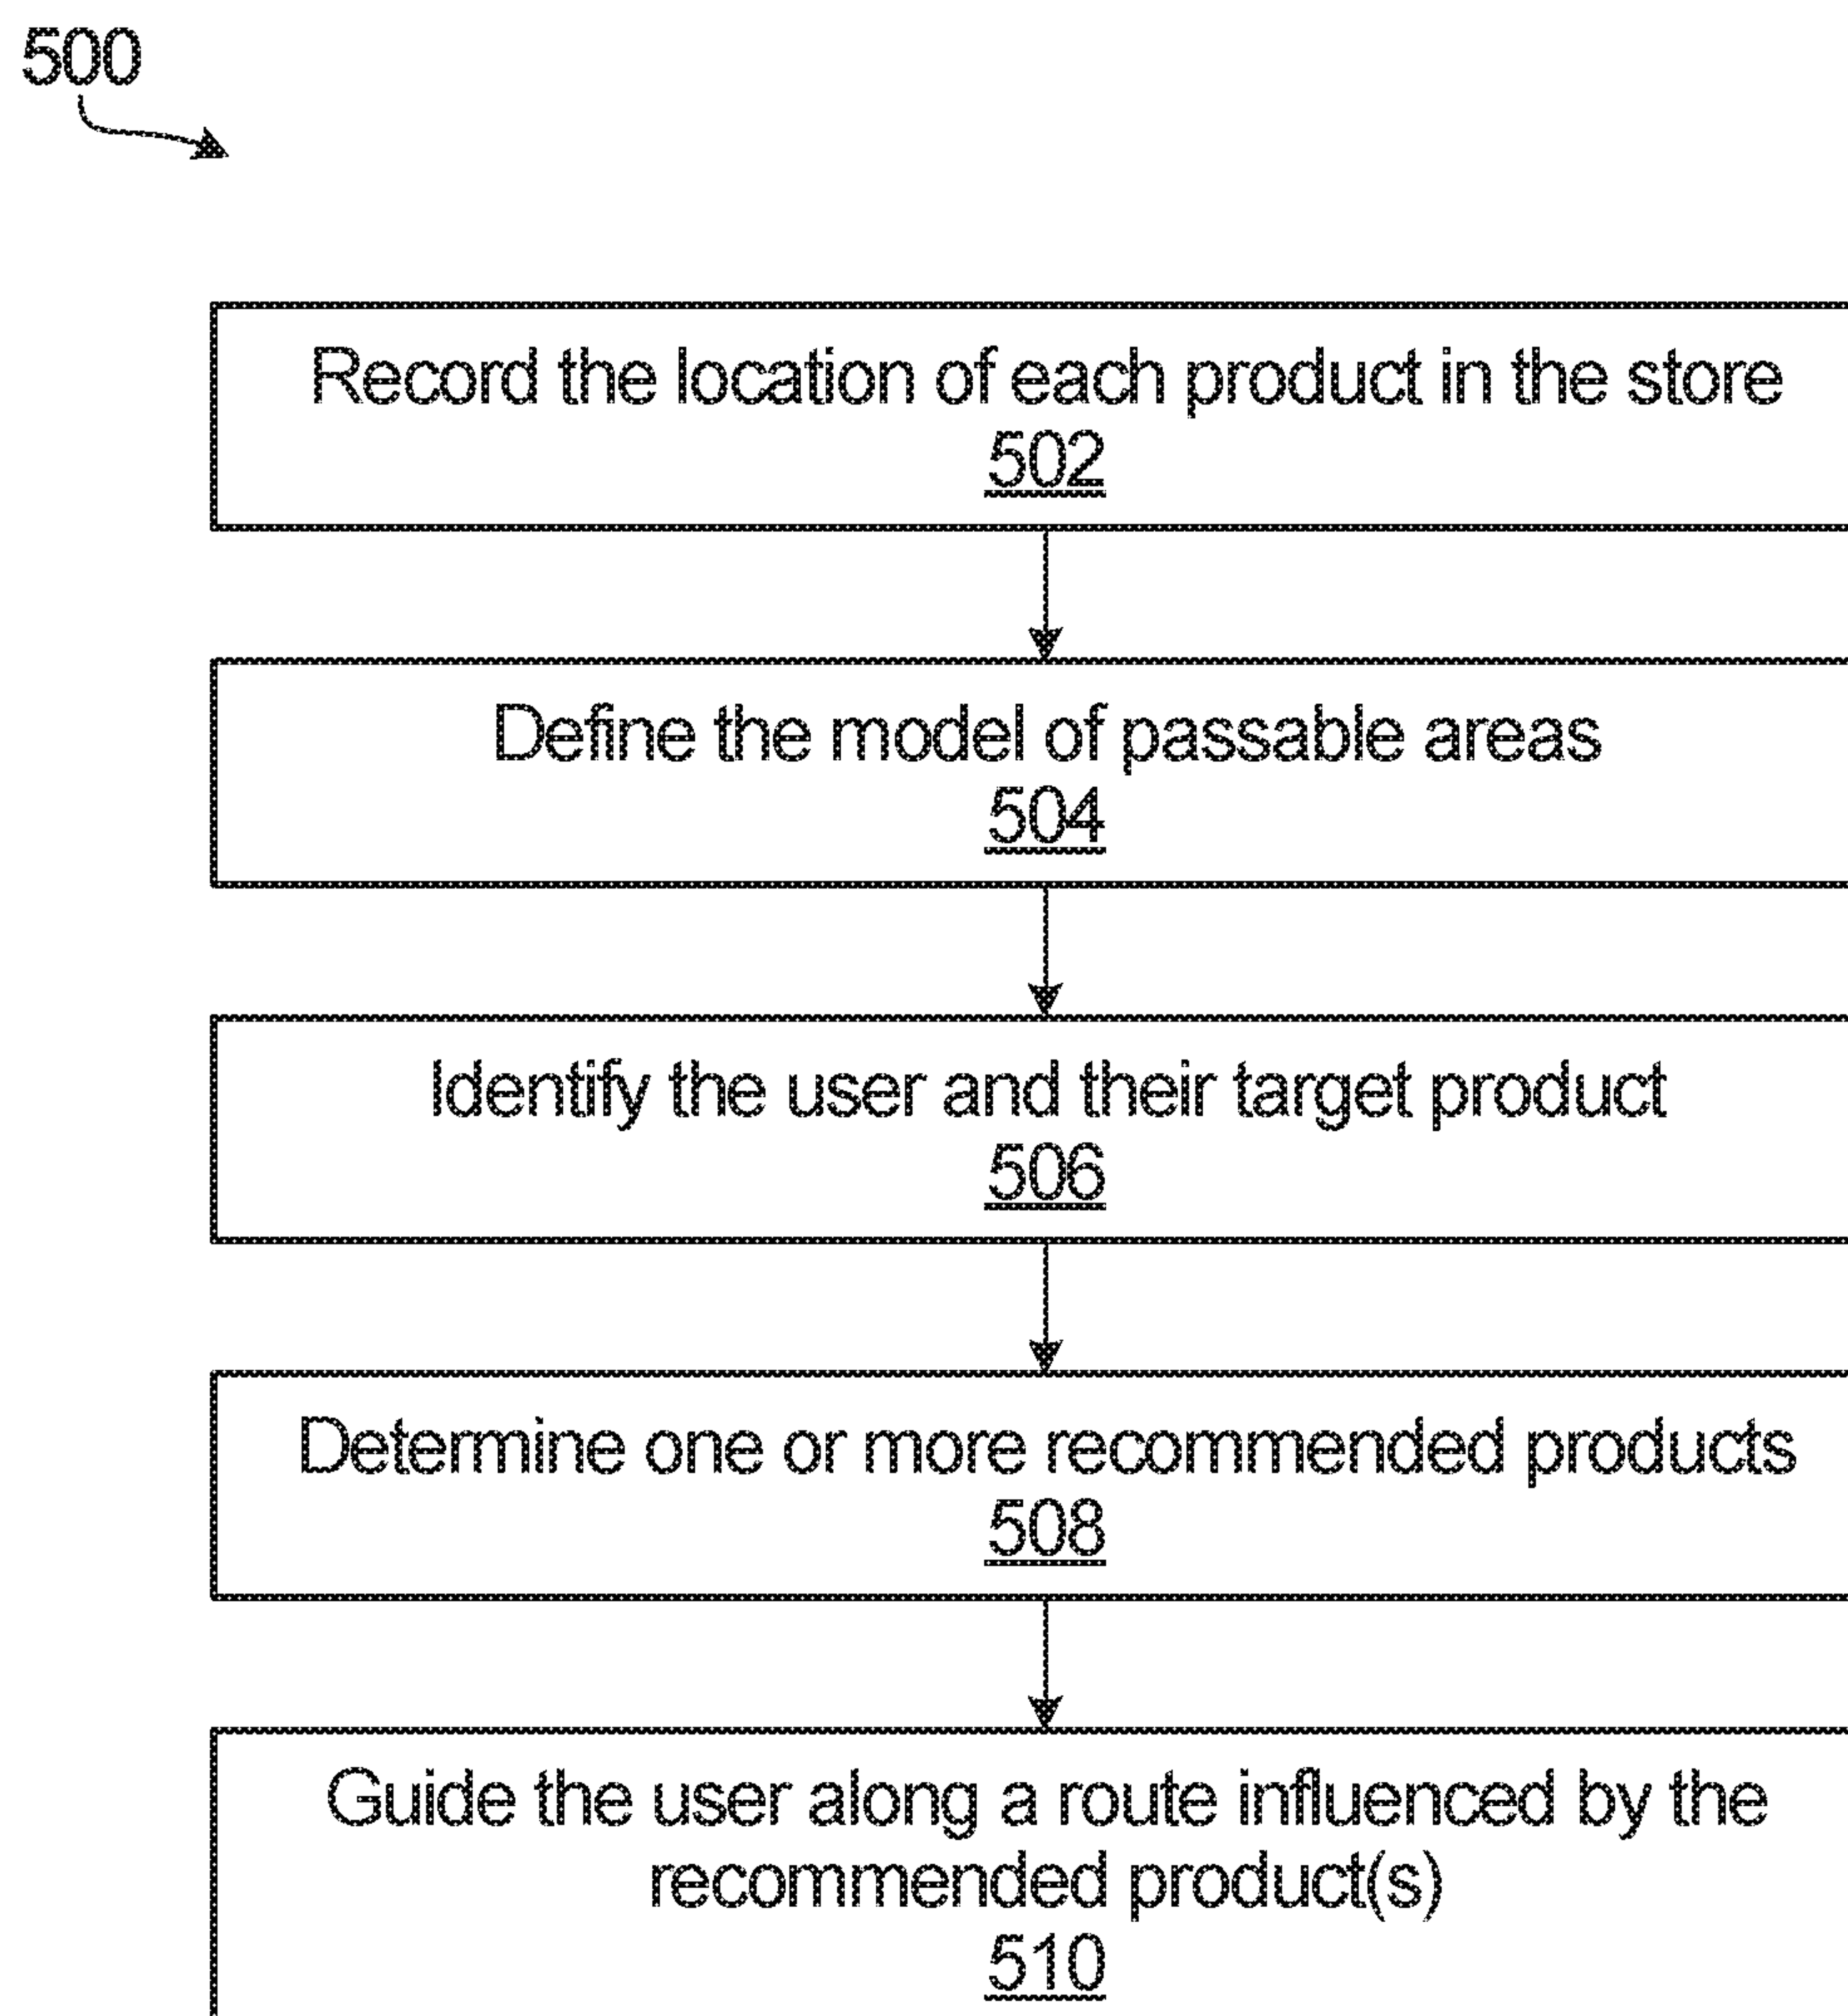 500
Record the location of each product in the store
502
Define the model of passable areas
504
Identify the user and their target product
506
Determine one or more recommended products
508
Guide the user along a route influenced by the
recommended product(s)
510